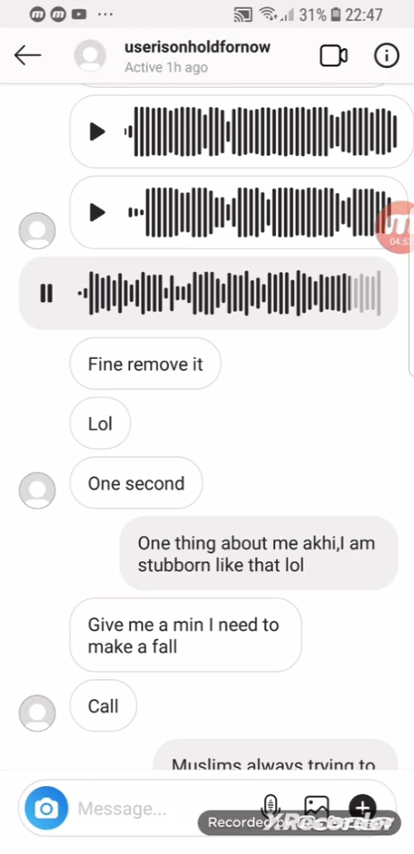 31% 22:47
userisonholdfornow
Active 1h ago
04:5
Fine remove it
Lol
One second
One thing about me akhi,I am
stubborn like that lol
Give me a min I need to
make a fall
Call
Muslims always trying to
Message...
Recorded by
XRecorder